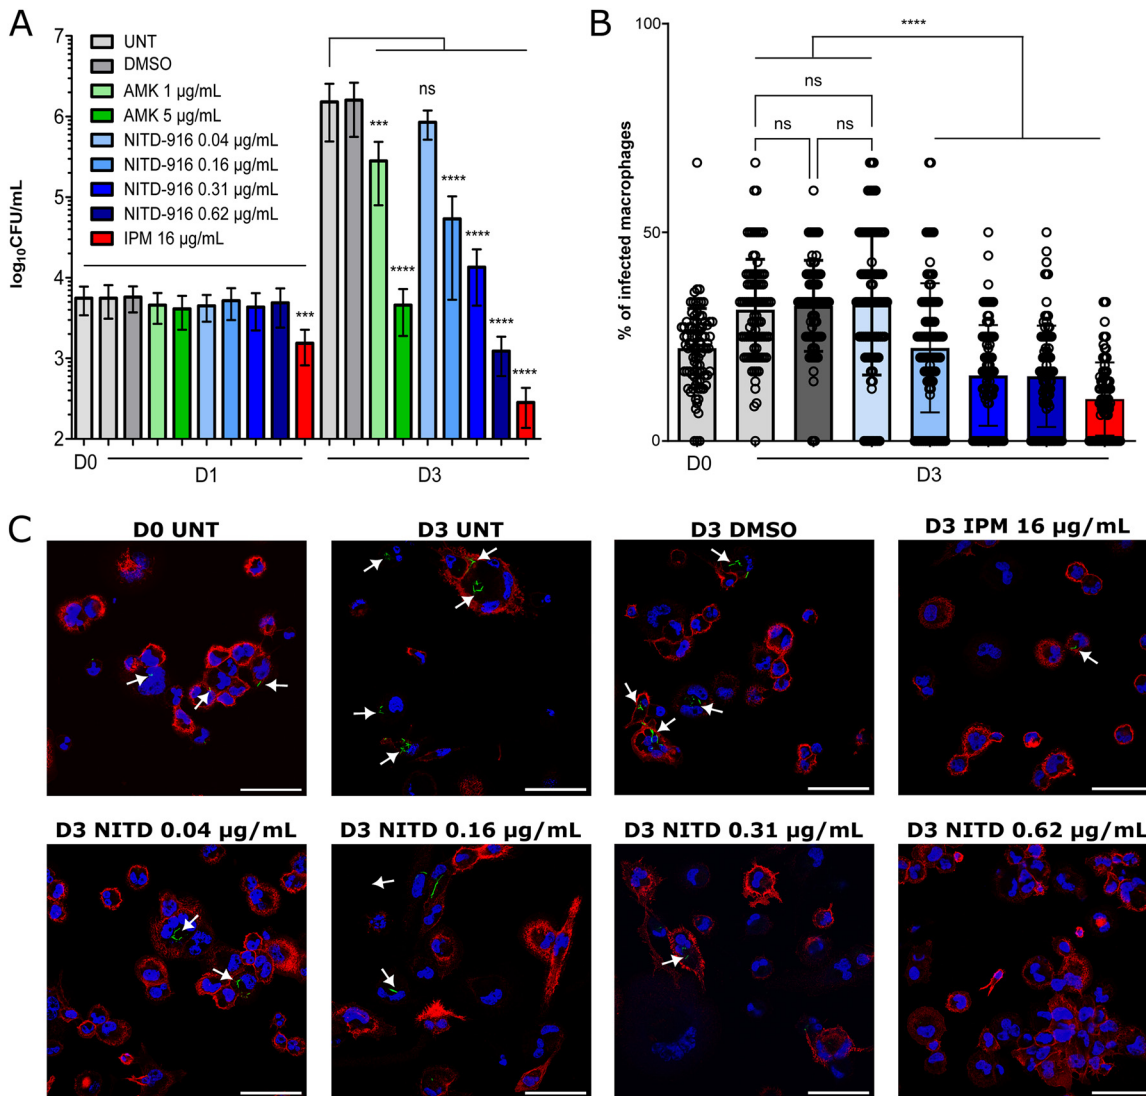 A
log₁₀CFU/mL
7
6
5
4
3
2
UNT
DMSO
AMK 1 µg/mL
AMK 5 µg/mL
NITD-916 0.04 µg/mL
NITD-916 0.16 µg/mL
NITD-916 0.31 µg/mL
NITD-916 0.62 µg/mL
IPM 16 µg/mL
***
***
****
ns
****
****
****
****
D0
D1
D3
B
% of infected macrophages
100
50
0
****
ns
ns
ns
D0
D3
C
D0 UNT
D3 UNT
D3 DMSO
D3 IPM 16 µg/mL
D3 NITD 0.04 µg/mL
D3 NITD 0.16 µg/mL
D3 NITD 0.31 µg/mL
D3 NITD 0.62 µg/mL